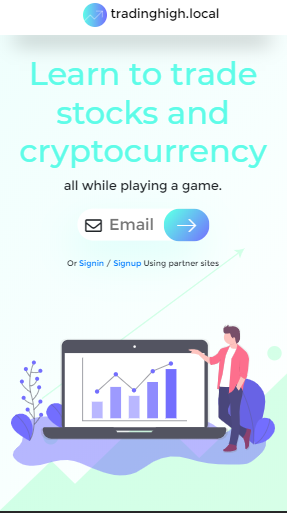 tradinghigh.local
Learn to trade
stocks and
cryptocurrency
all while playing a game.
Email
Or Signin / Signup Using partner sites